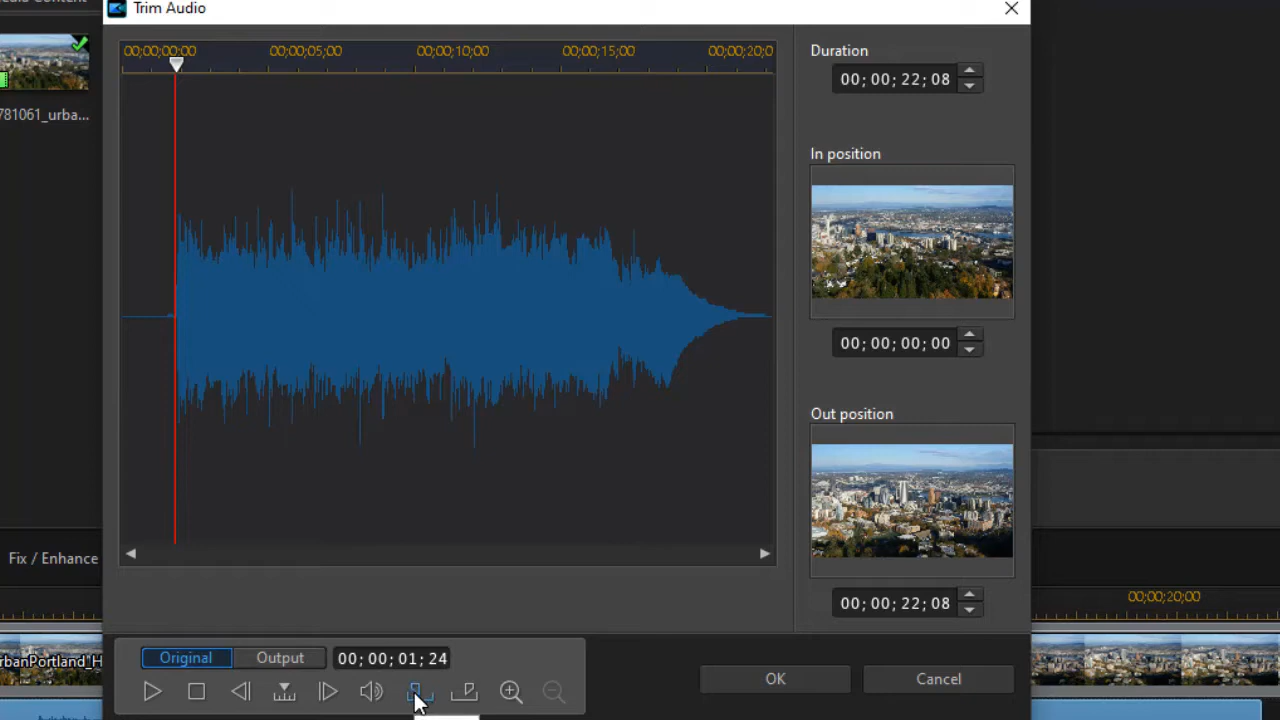 Trim Audio
781061_urba...
00;00;00;00 00;00;05;00 00;00;10;00 00;00;15;00 00;00;20;0
Duration
00; 00; 22; 08
In position
00; 00; 00; 00
Out position
00; 00; 22; 08
Fix / Enhance
00;00;20;00
rbanPortland_H
Original Output 00; 00; 01; 24
OK Cancel